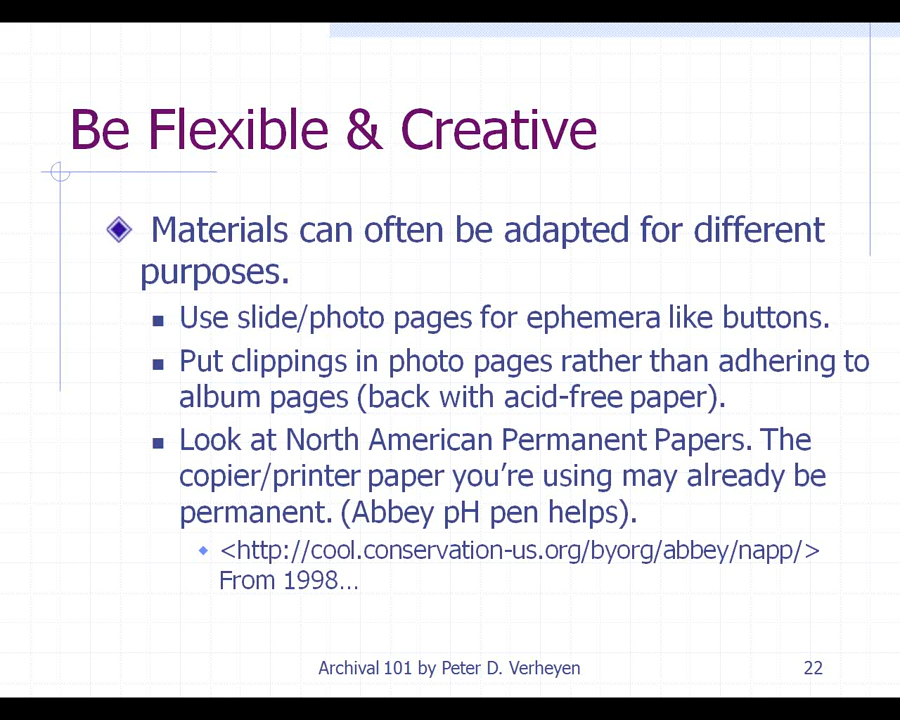 Be Flexible & Creative
Materials can often be adapted for different
purposes.
Use slide/photo pages for ephemera like buttons.
Put clippings in photo pages rather than adhering to
album pages (back with acid-free paper).
Look at North American Permanent Papers. The
copier/printer paper you’re using may already be
permanent. (Abbey pH pen helps).
<http://cool.conservation-us.org/byorg/abbey/napp/>
From 1998…
Archival 101 by Peter D. Verheyen
22